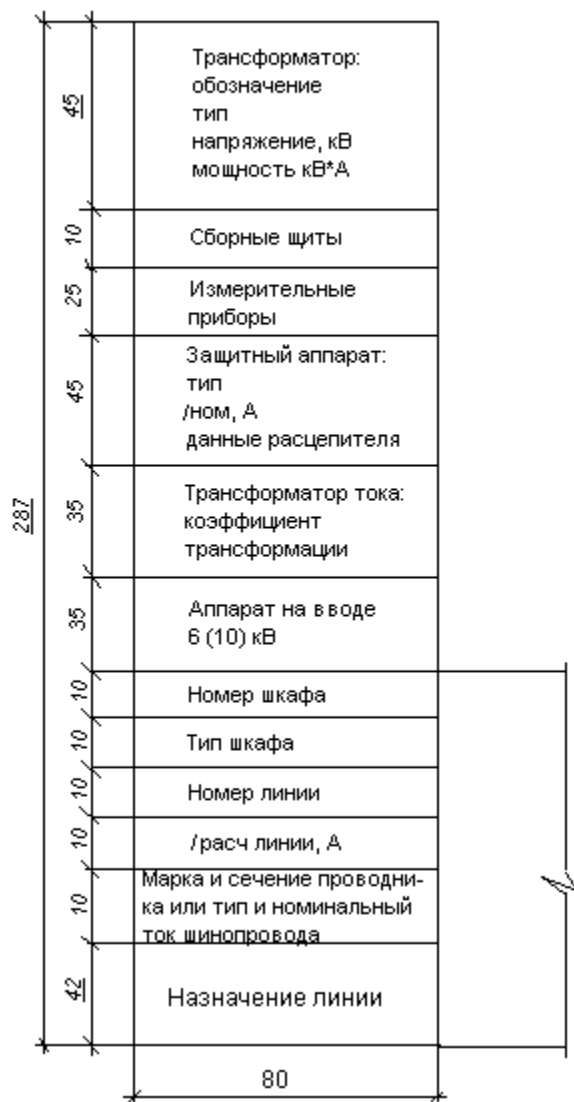 287
45
Трансформатор:
обозначение
тип
напряжение, кВ
мощность кВ*А
10
Сборные щиты
25
Измерительные
приборы
45
Защитный аппарат:
тип
Iном, А
данные расцепителя
35
Трансформатор тока:
коэффициент
трансформации
35
Аппарат на вводе
6 (10) кВ
10
Номер шкафа
10
Тип шкафа
10
Номер линии
10
Iрасч линии, А
10
Марка и сечение проводни-
ка или тип и номинальный
ток шинопровода
42
Назначение линии
80